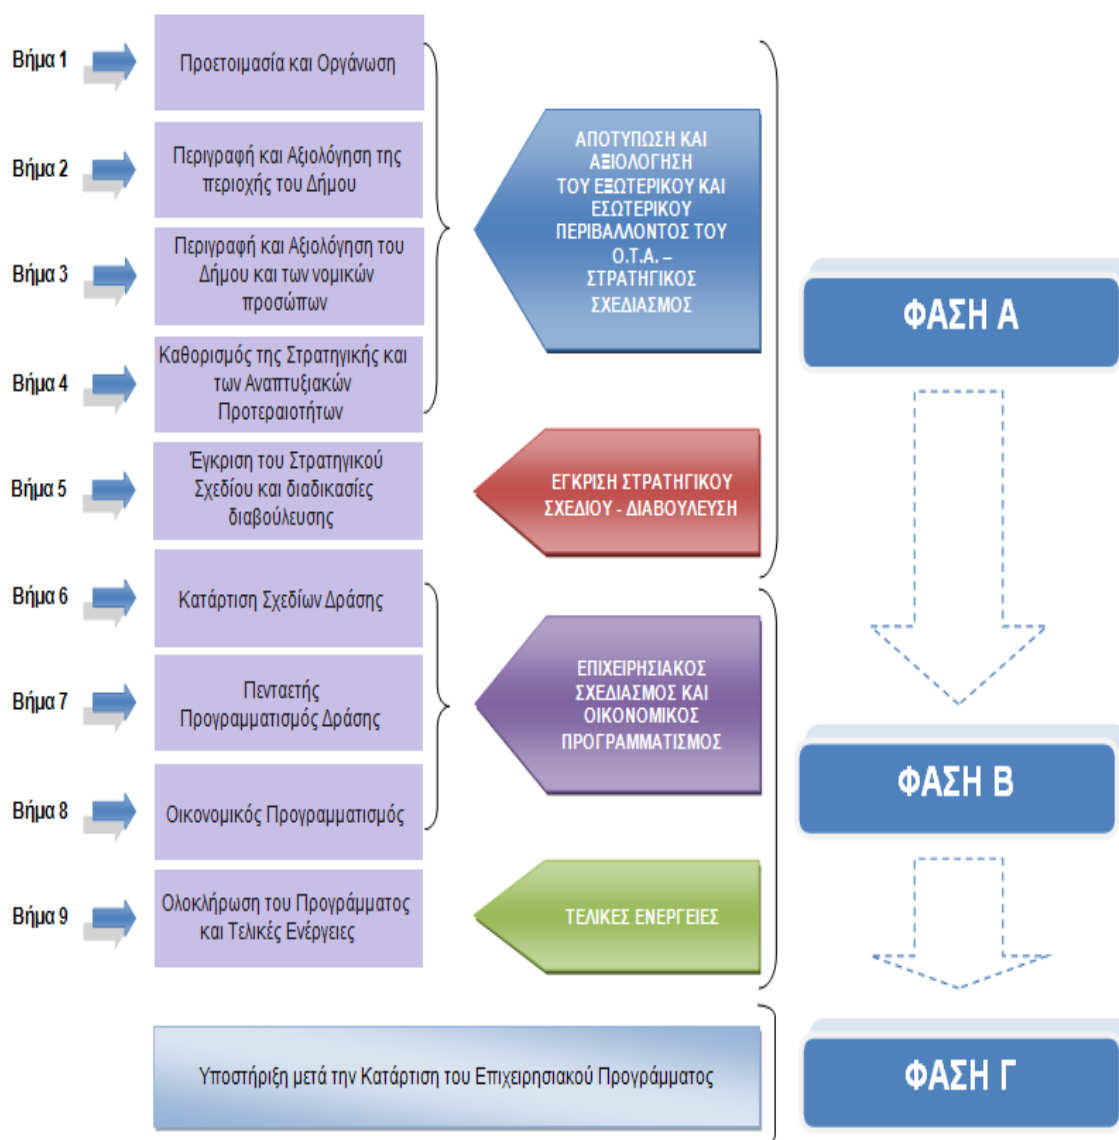 Βήμα 1
Προετοιμασία και Οργάνωση
Βήμα 2
Περιγραφή και Αξιολόγηση της
περιοχής του Δήμου
Βήμα 3
Περιγραφή και Αξιολόγηση του
Δήμου και των νομικών
προσώπων
Βήμα 4
Καθορισμός της Στρατηγικής και
των Αναπτυξιακών
Προτεραιοτήτων
ΑΠΟΤΥΠΩΣΗ ΚΑΙ
ΑΞΙΟΛΟΓΗΣΗ
ΤΟΥ ΕΞΩΤΕΡΙΚΟΥ ΚΑΙ
ΕΣΩΤΕΡΙΚΟΥ
ΠΕΡΙΒΑΛΛΟΝΤΟΣ ΤΟΥ
Ο.Τ.Α. –
ΣΤΡΑΤΗΓΙΚΟΣ
ΣΧΕΔΙΑΣΜΟΣ
Βήμα 5
Έγκριση του Στρατηγικού
Σχεδίου και διαδικασίες
διαβούλευσης
ΕΓΚΡΙΣΗ ΣΤΡΑΤΗΓΙΚΟΥ
ΣΧΕΔΙΟΥ - ΔΙΑΒΟΥΛΕΥΣΗ
ΦΑΣΗ Α
Βήμα 6
Κατάρτιση Σχεδίων Δράσης
Βήμα 7
Πενταετής
Προγραμματισμός Δράσης
Βήμα 8
Οικονομικός Προγραμματισμός
ΕΠΙΧΕΙΡΗΣΙΑΚΟΣ
ΣΧΕΔΙΑΣΜΟΣ ΚΑΙ
ΟΙΚΟΝΟΜΙΚΟΣ
ΠΡΟΓΡΑΜΜΑΤΙΣΜΟΣ
Βήμα 9
Ολοκλήρωση του Προγράμματος
και Τελικές Ενέργειες
ΤΕΛΙΚΕΣ ΕΝΕΡΓΕΙΕΣ
ΦΑΣΗ Β
Υποστήριξη μετά την Κατάρτιση του Επιχειρησιακού Προγράμματος
ΦΑΣΗ Γ